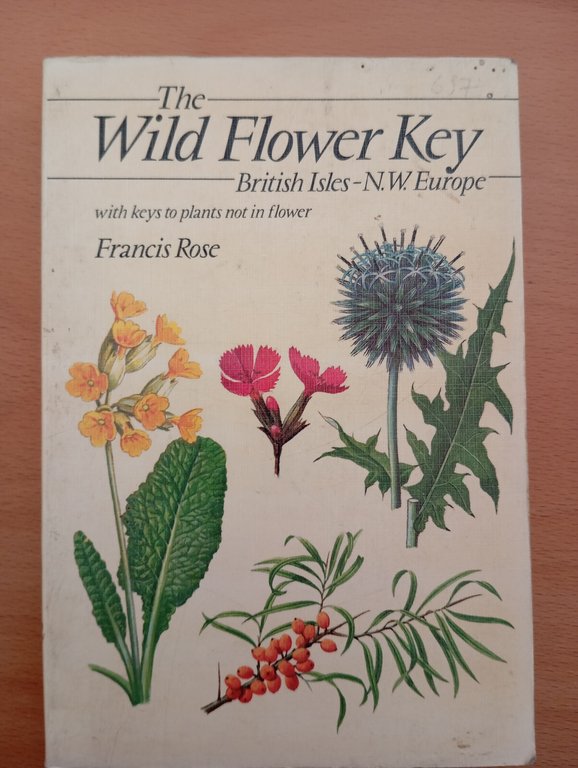 The
Wild Flower Key
British Isles–N.W. Europe
with keys to plants not in flower
Francis Rose